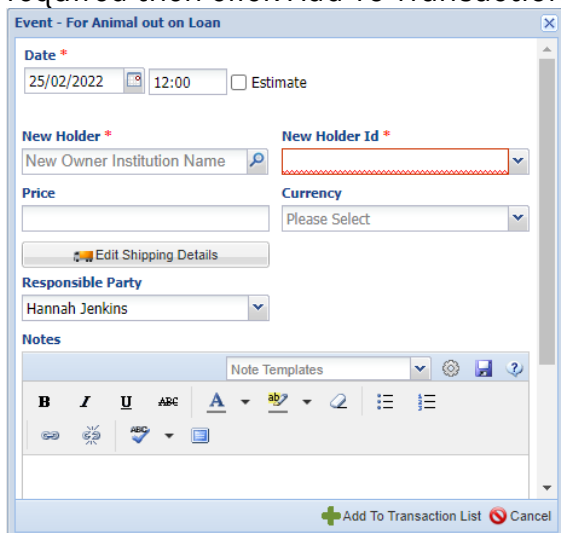 required then click Add To Transaction
Event - For Animal out on Loan
Date *
25/02/2022 12:00 Estimate
New Holder * New Holder Id *
New Owner Institution Name
Price Currency
Please Select
Edit Shipping Details
Responsible Party
Hannah Jenkins
Notes
Note Templates
B I U ABC A ab
ABC
Add To Transaction List Cancel